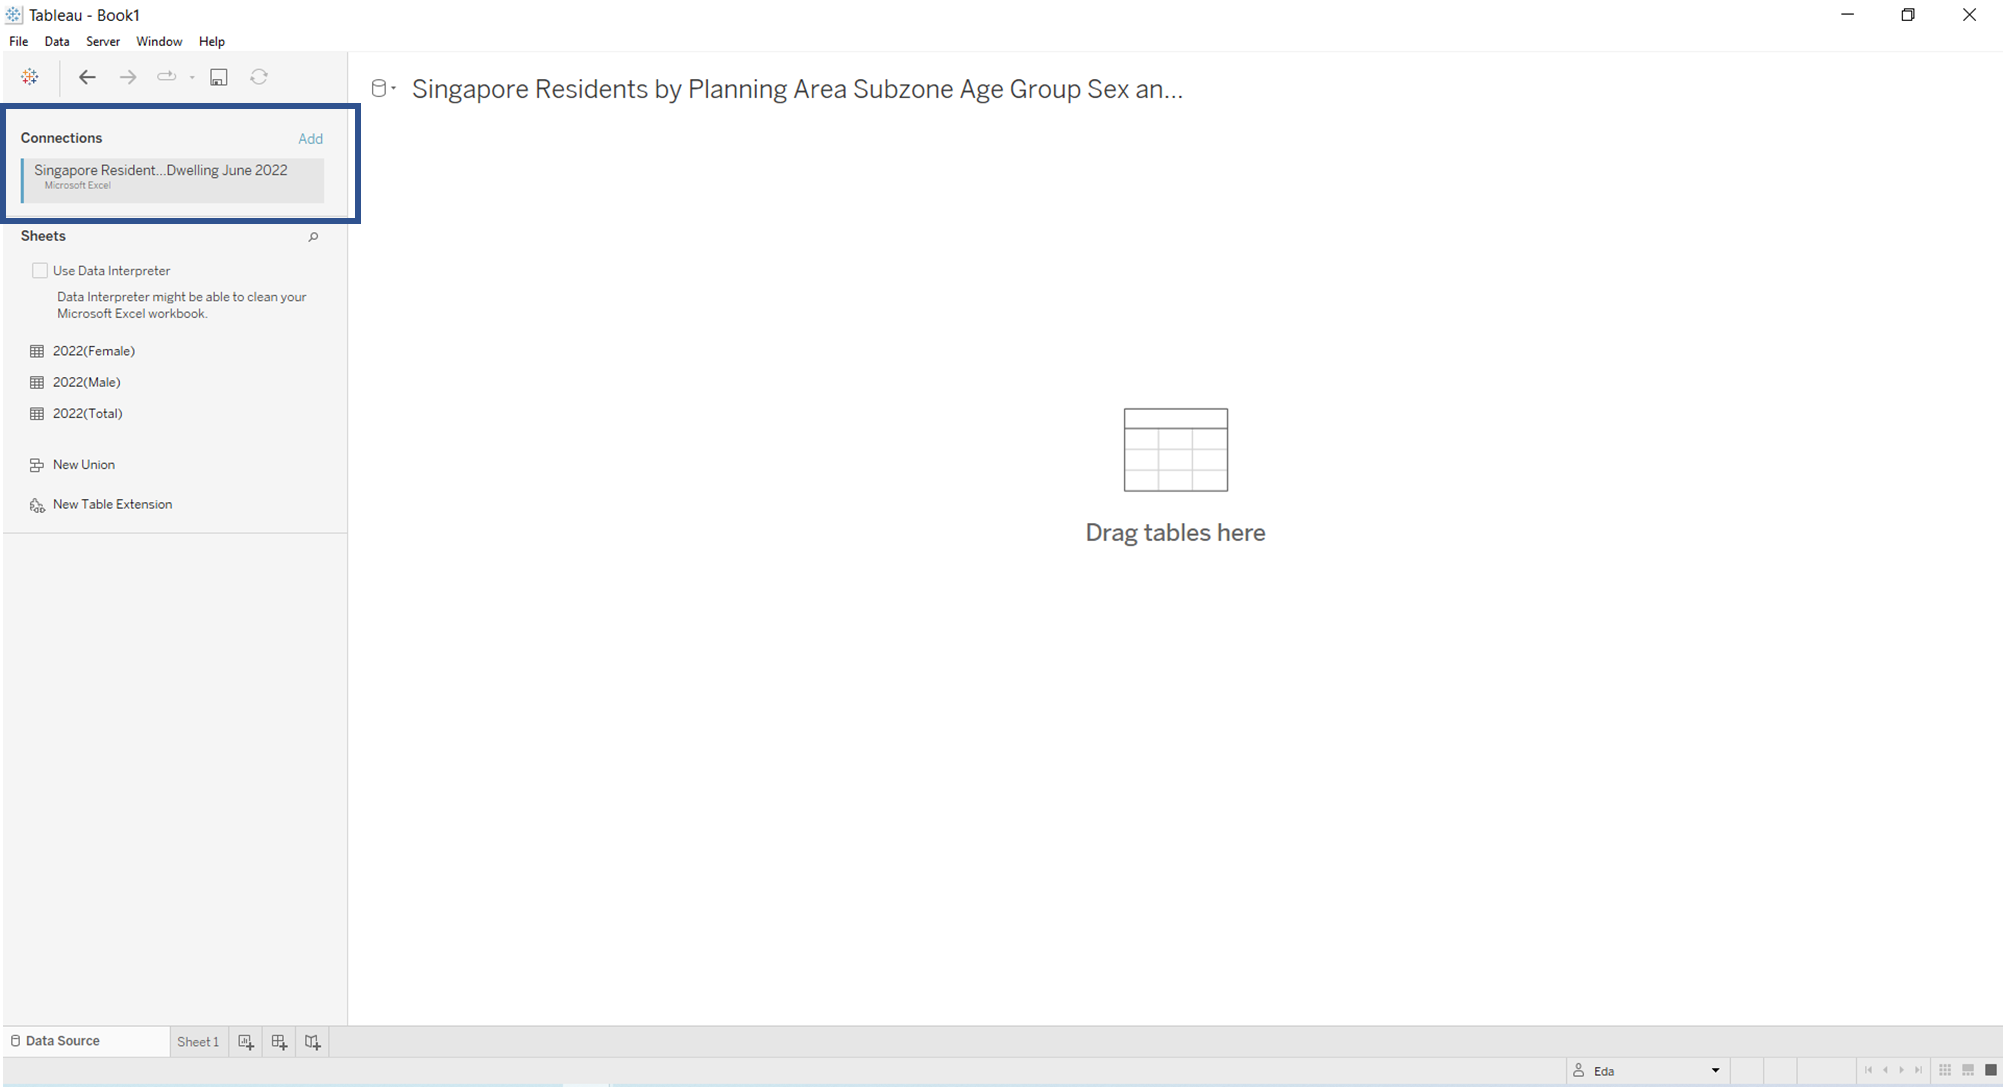 Tableau - Book1
File Data Server Window Help
Singapore Residents by Planning Area Subzone Age Group Sex an...
Connections Add
Singapore Resident...Dwelling June 2022
Microsoft Excel
Sheets
Use Data Interpreter
Data Interpreter might be able to clean your
Microsoft Excel workbook.
2022(Female)
2022(Male)
2022(Total)
New Union
New Table Extension
Drag tables here
Data Source Sheet 1
Eda